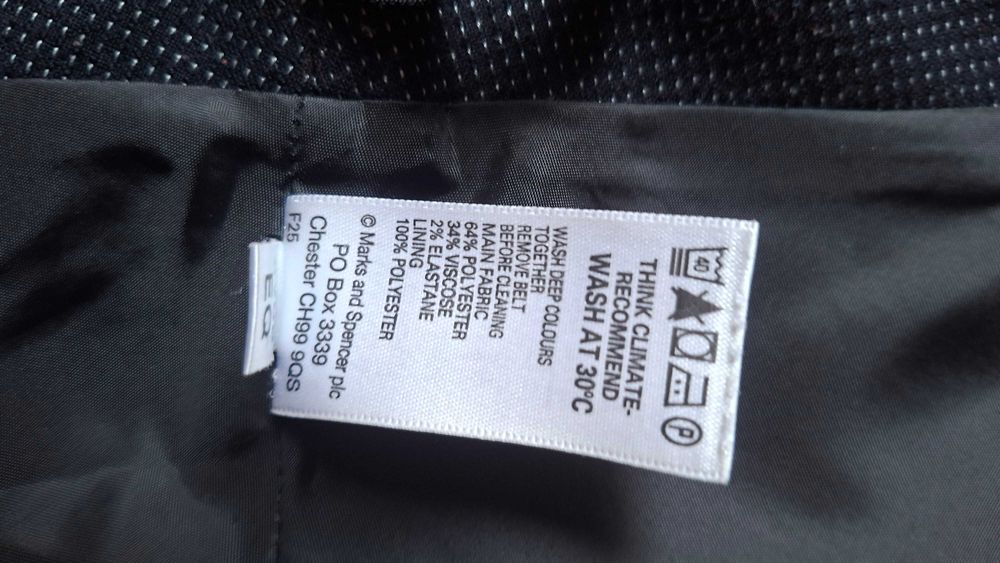 40
P
THINK CLIMATE-
RECOMMEND
WASH AT 30°C
WASH DEEP COLOURS
TOGETHER
REMOVE BELT
BEFORE CLEANING
MAIN FABRIC
64% POLYESTER
34% VISCOSE
2% ELASTANE
LINING
100% POLYESTER
© Marks and Spencer plc
PO Box 3339
Chester CH99 9QS
F25